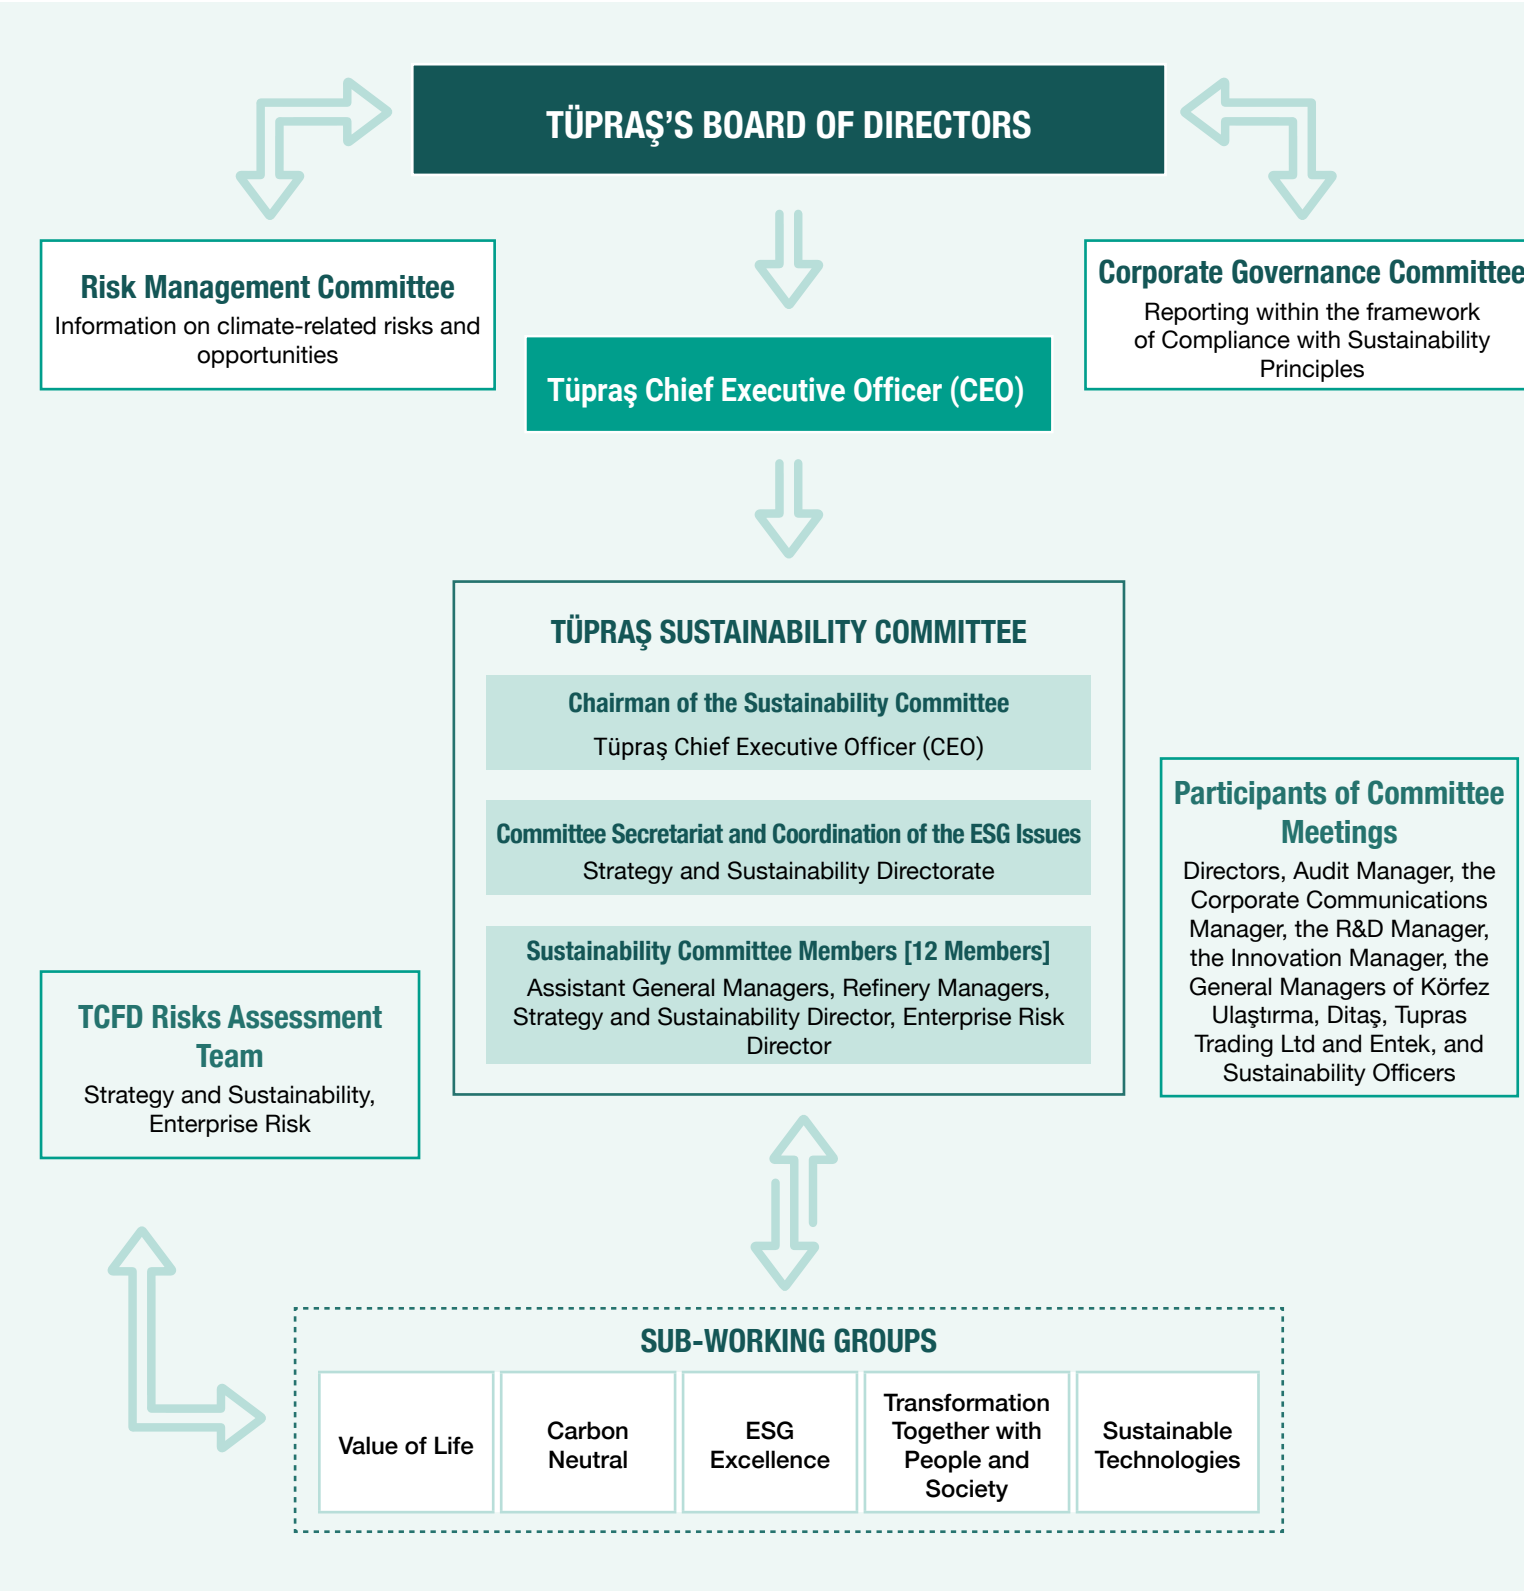 TÜPRAŞ'S BOARD OF DIRECTORS
Risk Management Committee
Information on climate-related risks and
opportunities
Corporate Governance Committee
Reporting within the framework
of Compliance with Sustainability
Principles
Tüpraş Chief Executive Officer (CEO)
TÜPRAŞ SUSTAINABILITY COMMITTEE
Chairman of the Sustainability Committee
Tüpraş Chief Executive Officer (CEO)
Committee Secretariat and Coordination of the ESG Issues
Strategy and Sustainability Directorate
Sustainability Committee Members [12 Members]
Assistant General Managers, Refinery Managers,
Strategy and Sustainability Director, Enterprise Risk
Director
Participants of Committee
Meetings
Directors, Audit Manager, the
Corporate Communications
Manager, the R&D Manager,
the Innovation Manager, the
General Managers of Körfez
Ulaştırma, Ditaş, Tupras
Trading Ltd and Entek, and
Sustainability Officers
TCFD Risks Assessment
Team
Strategy and Sustainability,
Enterprise Risk
SUB-WORKING GROUPS
Value of Life
Carbon
Neutral
ESG
Excellence
Transformation
Together with
People and
Society
Sustainable
Technologies